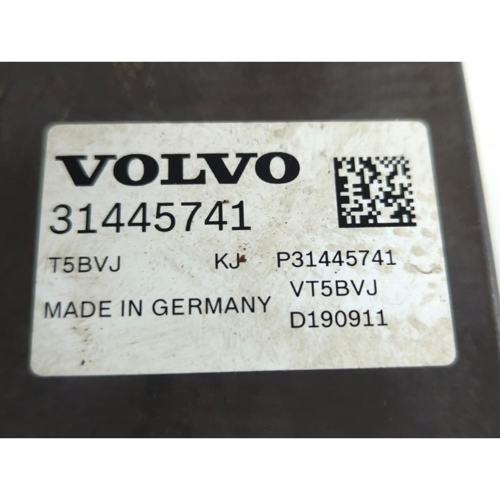 VOLVO
31445741
T5BVJ KJ P31445741
VT5BVJ
MADE IN GERMANY
D190911